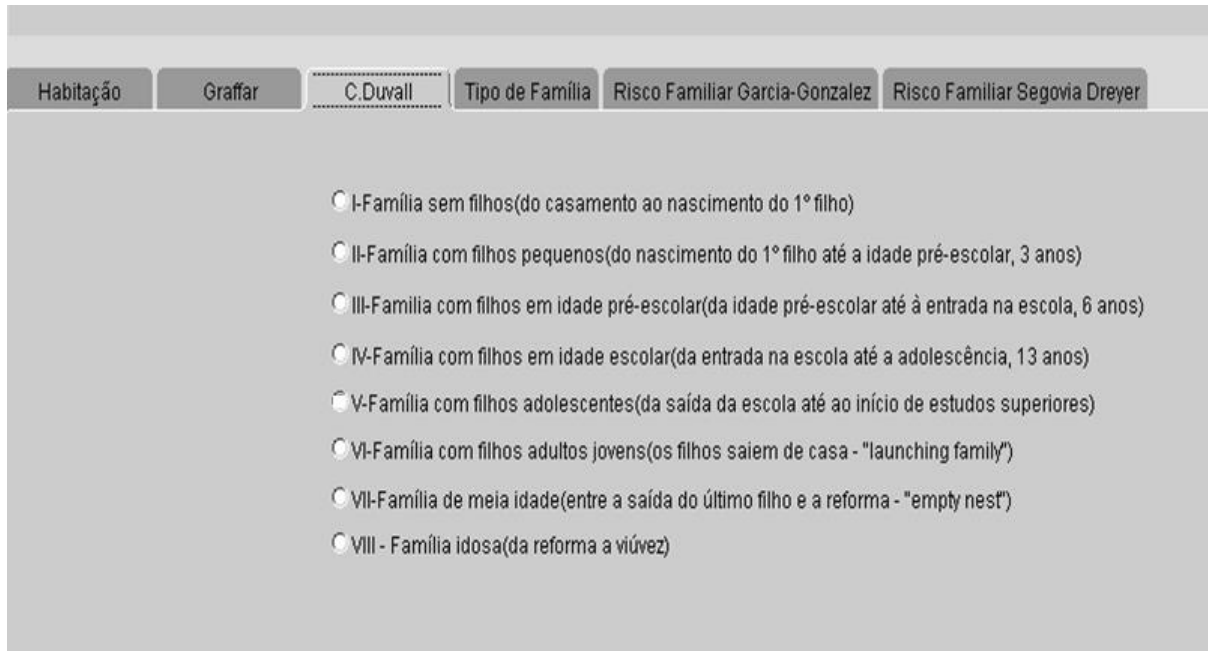 Habitação Graffar C.Duvall Tipo de Família Risco Familiar Garcia-Gonzalez Risco Familiar Segovia Dreyer
I-Família sem filhos(do casamento ao nascimento do 1º filho)
II-Família com filhos pequenos(do nascimento do 1º filho até a idade pré-escolar, 3 anos)
III-Familia com filhos em idade pré-escolar(da idade pré-escolar até à entrada na escola, 6 anos)
IV-Família com filhos em idade escolar(da entrada na escola até a adolescência, 13 anos)
V-Família com filhos adolescentes(da saída da escola até ao início de estudos superiores)
VI-Família com filhos adultos jovens(os filhos saiem de casa - "launching family")
VII-Família de meia idade(entre a saída do último filho e a reforma - "empty nest")
VIII - Família idosa(da reforma a viúvez)